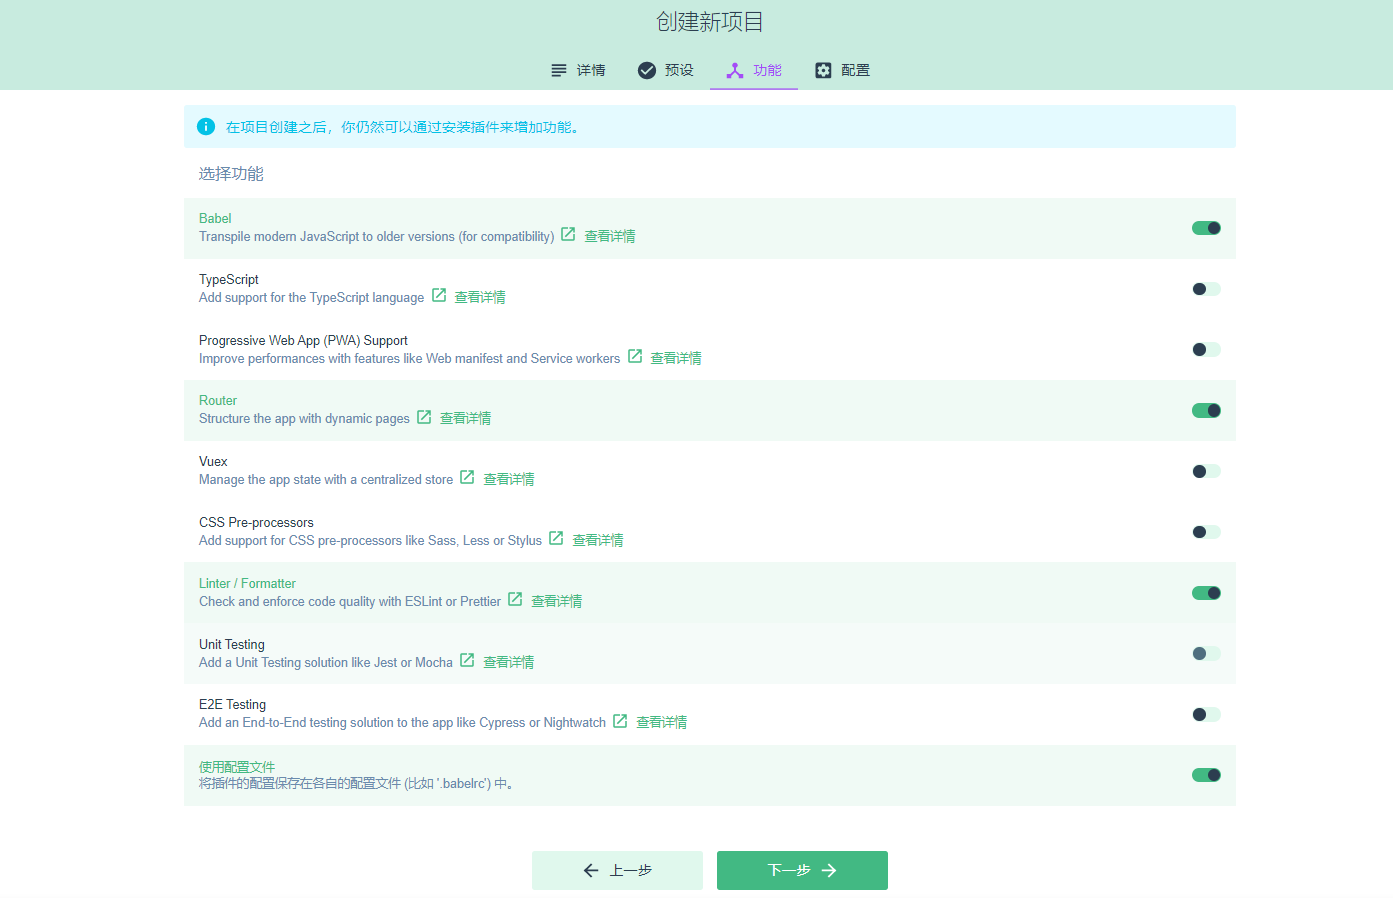 创建新项目
详情 预设 功能 配置
在项目创建之后，你仍然可以通过安装插件来增加功能。
选择功能
Babel
Transpile modern JavaScript to older versions (for compatibility) 查看详情
TypeScript
Add support for the TypeScript language 查看详情
Progressive Web App (PWA) Support
Improve performances with features like Web manifest and Service workers 查看详情
Router
Structure the app with dynamic pages 查看详情
Vuex
Manage the app state with a centralized store 查看详情
CSS Pre-processors
Add support for CSS pre-processors like Sass, Less or Stylus 查看详情
Linter / Formatter
Check and enforce code quality with ESLint or Prettier 查看详情
Unit Testing
Add a Unit Testing solution like Jest or Mocha 查看详情
E2E Testing
Add an End-to-End testing solution to the app like Cypress or Nightwatch 查看详情
使用配置文件
将插件的配置保存在各自的配置文件 (比如 '.babelrc') 中。
上一步 下一步